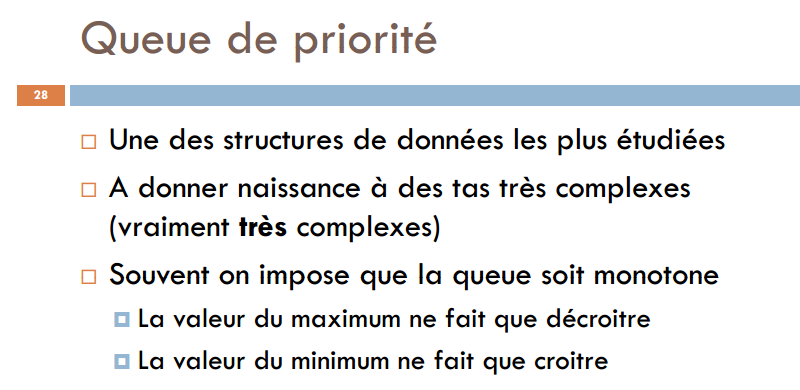 Queue de priorité
28
Une des structures de données les plus étudiées
A donner naissance à des tas très complexes
(vraiment très complexes)
Souvent on impose que la queue soit monotone
La valeur du maximum ne fait que décroitre
La valeur du minimum ne fait que croitre